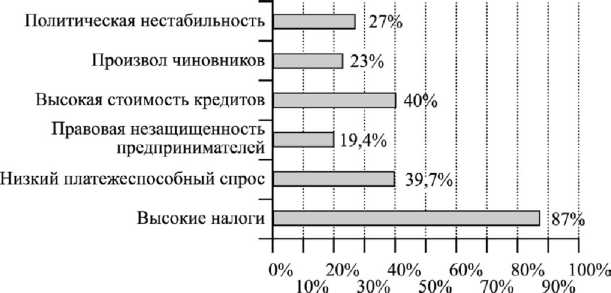 Политическая нестабильность
27%
Произвол чиновников
23%
Высокая стоимость кредитов
40%
Правовая незащищенность
предпринимателей
19,4%
Низкий платежеспособный спрос
39,7%
Высокие налоги
87%
0% 20% 40% 60% 80% 100%
10% 30% 50% 70% 90%